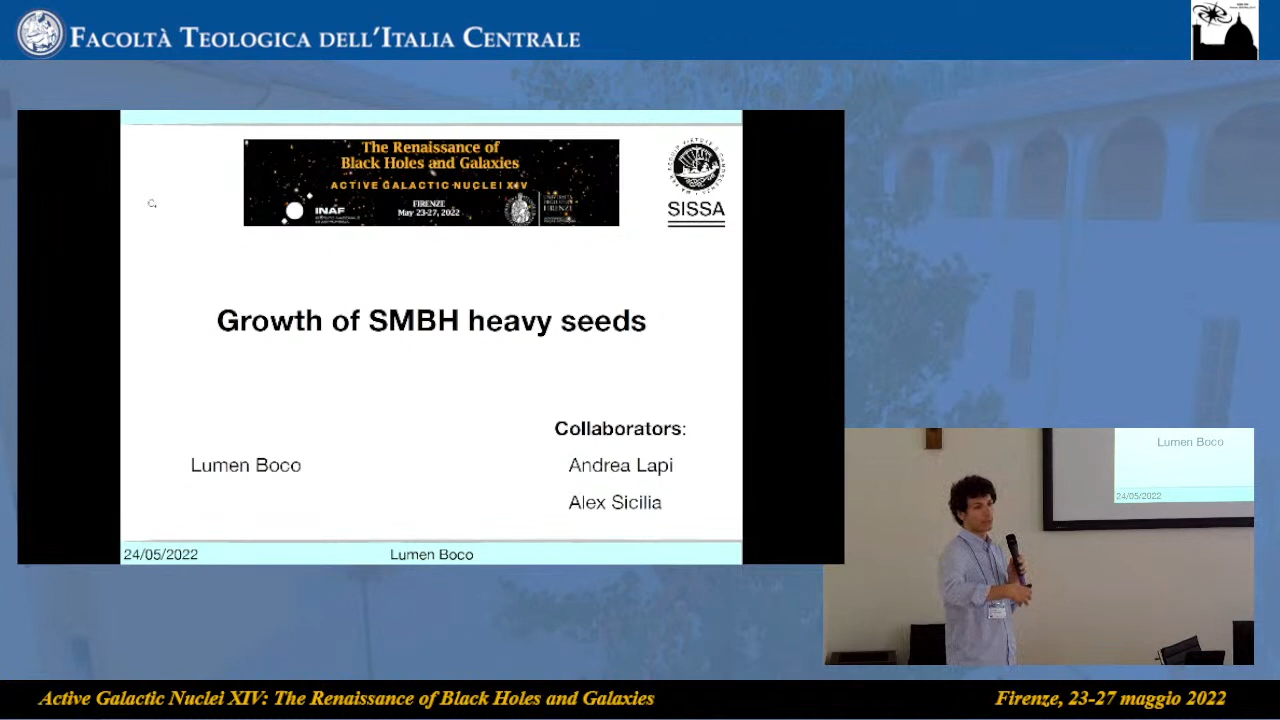 FACOLTÀ TEOLOGICA DELL'ITALIA CENTRALE
The Renaissance of
Black Holes and Galaxies
ACTIVE GALACTIC NUCLEI XIV
FIRENZE
May 23-27, 2022
INAF
FIRENZE
SISSA
Growth of SMBH heavy seeds
Collaborators:
Lumen Boco
Andrea Lapi
Alex Sicilia
24/05/2022
Lumen Boco
Lumen Boco
24/05/2022
Active Galactic Nuclei XIV: The Renaissance of Black Holes and Galaxies
Firenze, 23-27 maggio 2022